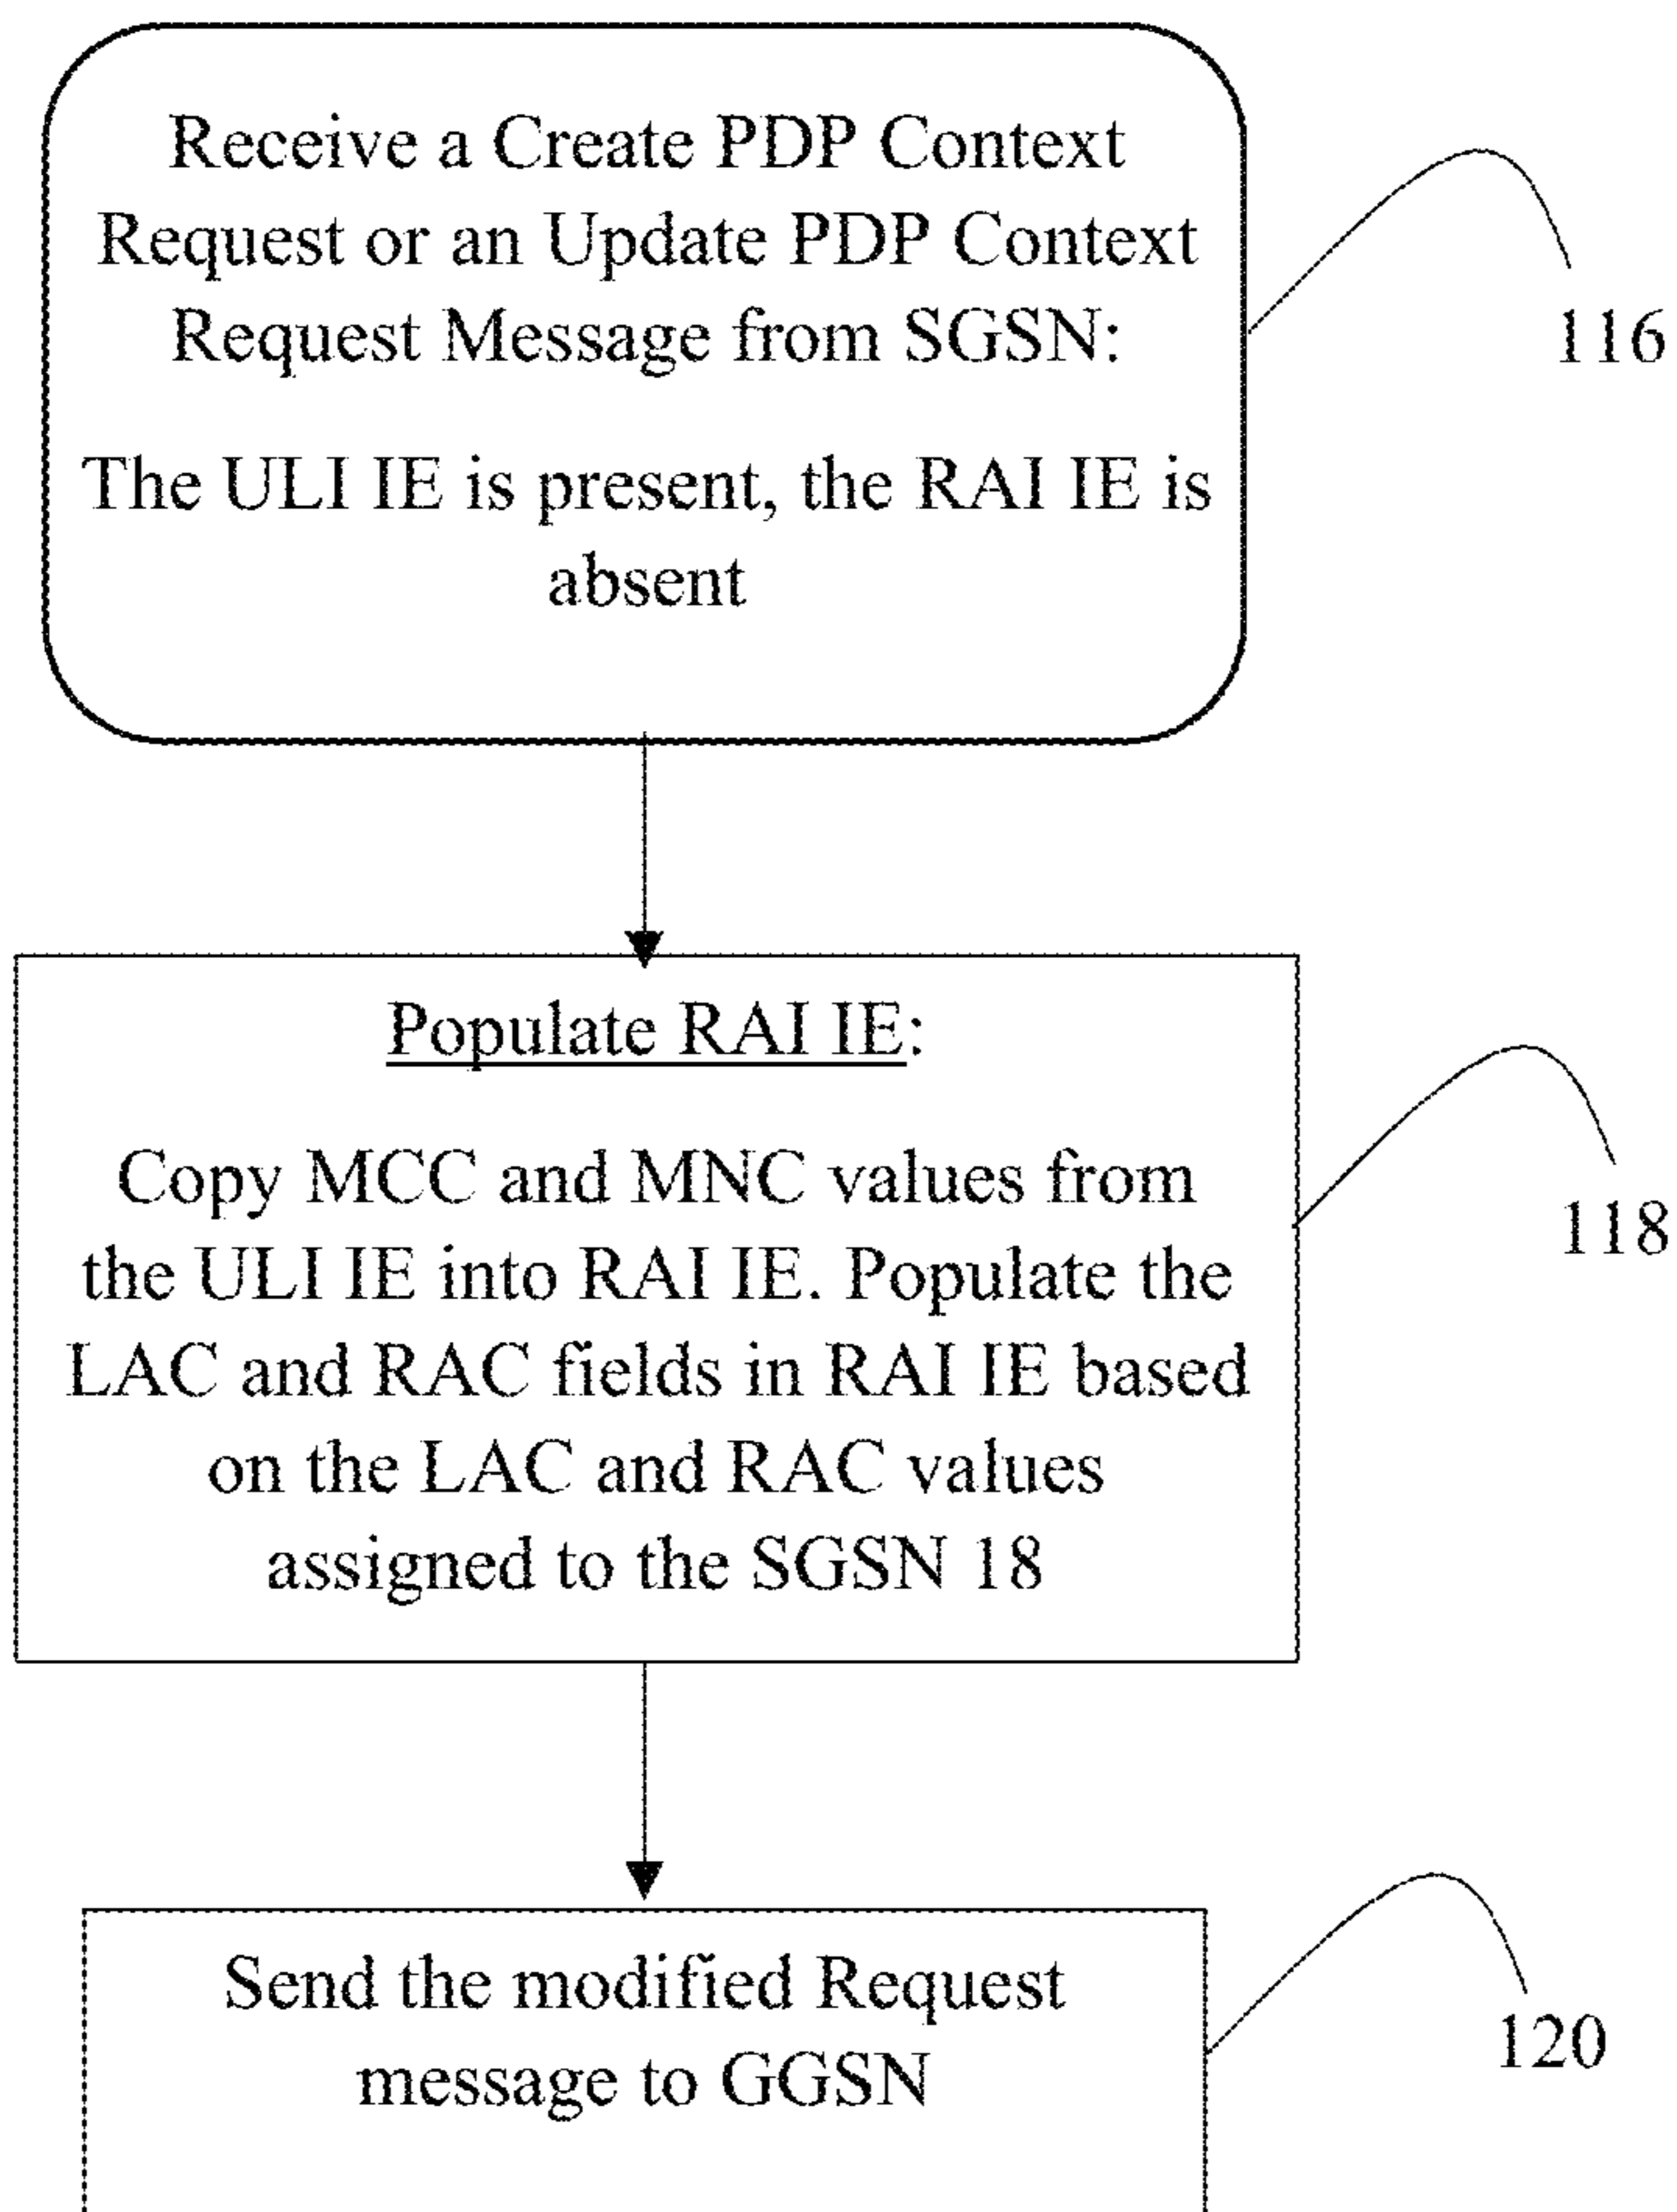 Receive a Create PDP Context
Request or an Update PDP Context
Request Message from SGSN:
The ULI IE is present, the RAI IE is
absent
116
Populate RAI IE:
Copy MCC and MNC values from
the ULI IE into RAI IE. Populate the
LAC and RAC fields in RAI IE based
on the LAC and RAC values
assigned to the SGSN 18
118
Send the modified Request
message to GGSN
120